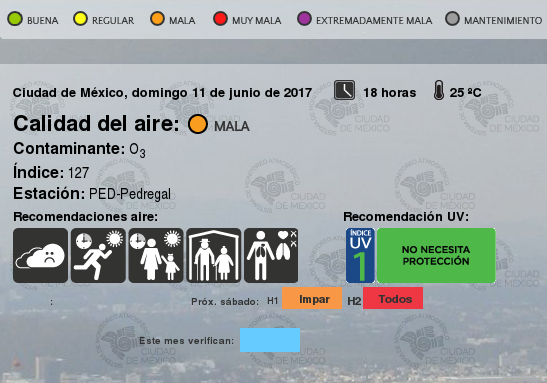 BUENA REGULAR MALA MUY MALA EXTREMADAMENTE MALA MANTENIMIENTO
Ciudad de México, domingo 11 de junio de 2017 18 horas 25 ºC
Calidad del aire: MALA
Contaminante: O3
Índice: 127
Estación: PED-Pedregal
Recomendaciones aire: Recomendación UV:
ÍNDICE
UV
1
NO NECESITA
PROTECCIÓN
: Próx. sábado: H1 Impar H2 Todos
Este mes verifican: